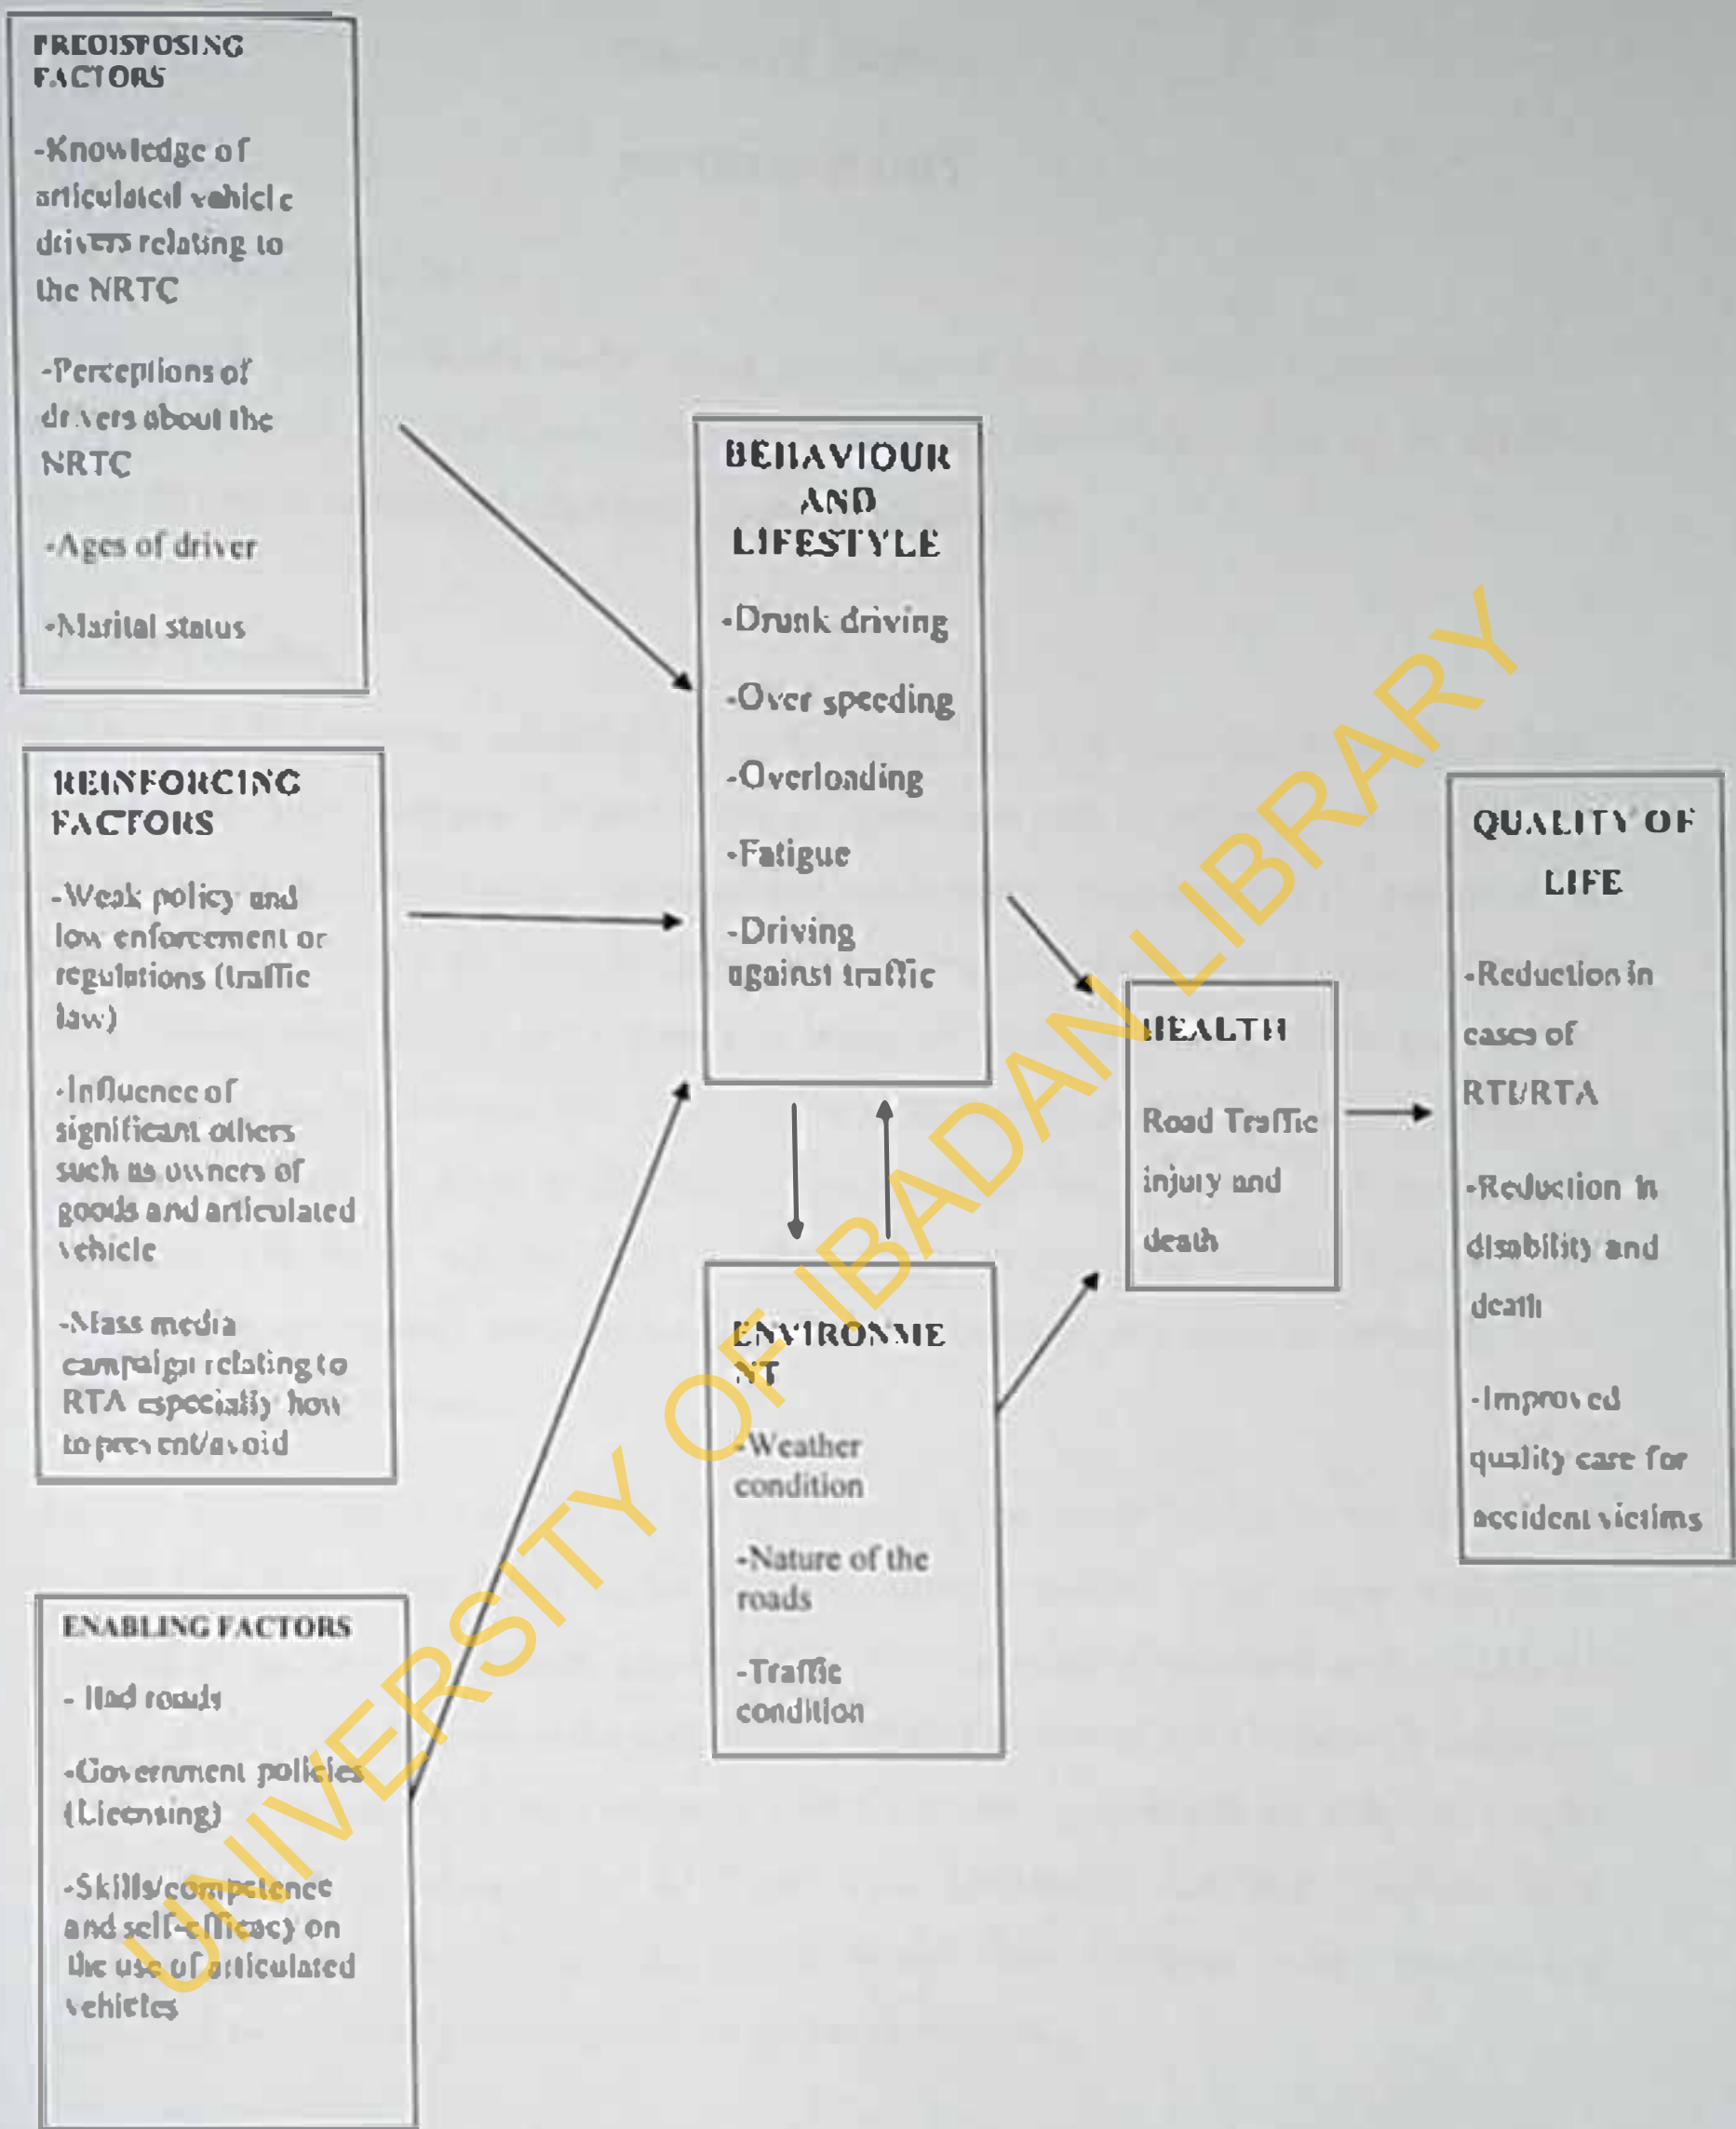 PREDISPOSING
FACTORS
-Knowledge of
articulated vehicle
drivers relating to
the NRTC
-Perceptions of
drivers about the
NRTC
-Ages of driver
-Marital status
REINFORCING
FACTORS
-Weak policy and
low enforcement or
regulations (traffic
law)
-Influence of
significant others
such as owners of
goods and articulated
vehicle
-Mass media
campaign relating to
RTA especially how
to prevent/avoid
ENABLING FACTORS
- Bad roads
-Government policies
(Licensing)
-Skills/competence
and self-efficacy on
the use of articulated
vehicles
BEHAVIOUR
AND
LIFESTYLE
-Drunk driving
-Over speeding
-Overloading
-Fatigue
-Driving
against traffic
ENVIRONME
NT
-Weather
condition
-Nature of the
roads
-Traffic
condition
HEALTH
Road Traffic
injury and
death
QUALITY OF
LIFE
-Reduction in
cases of
RTI/RTA
-Reduction in
disability and
death
-Improved
quality care for
accident victims
UNIVERSITY OF IBADAN LIBRARY